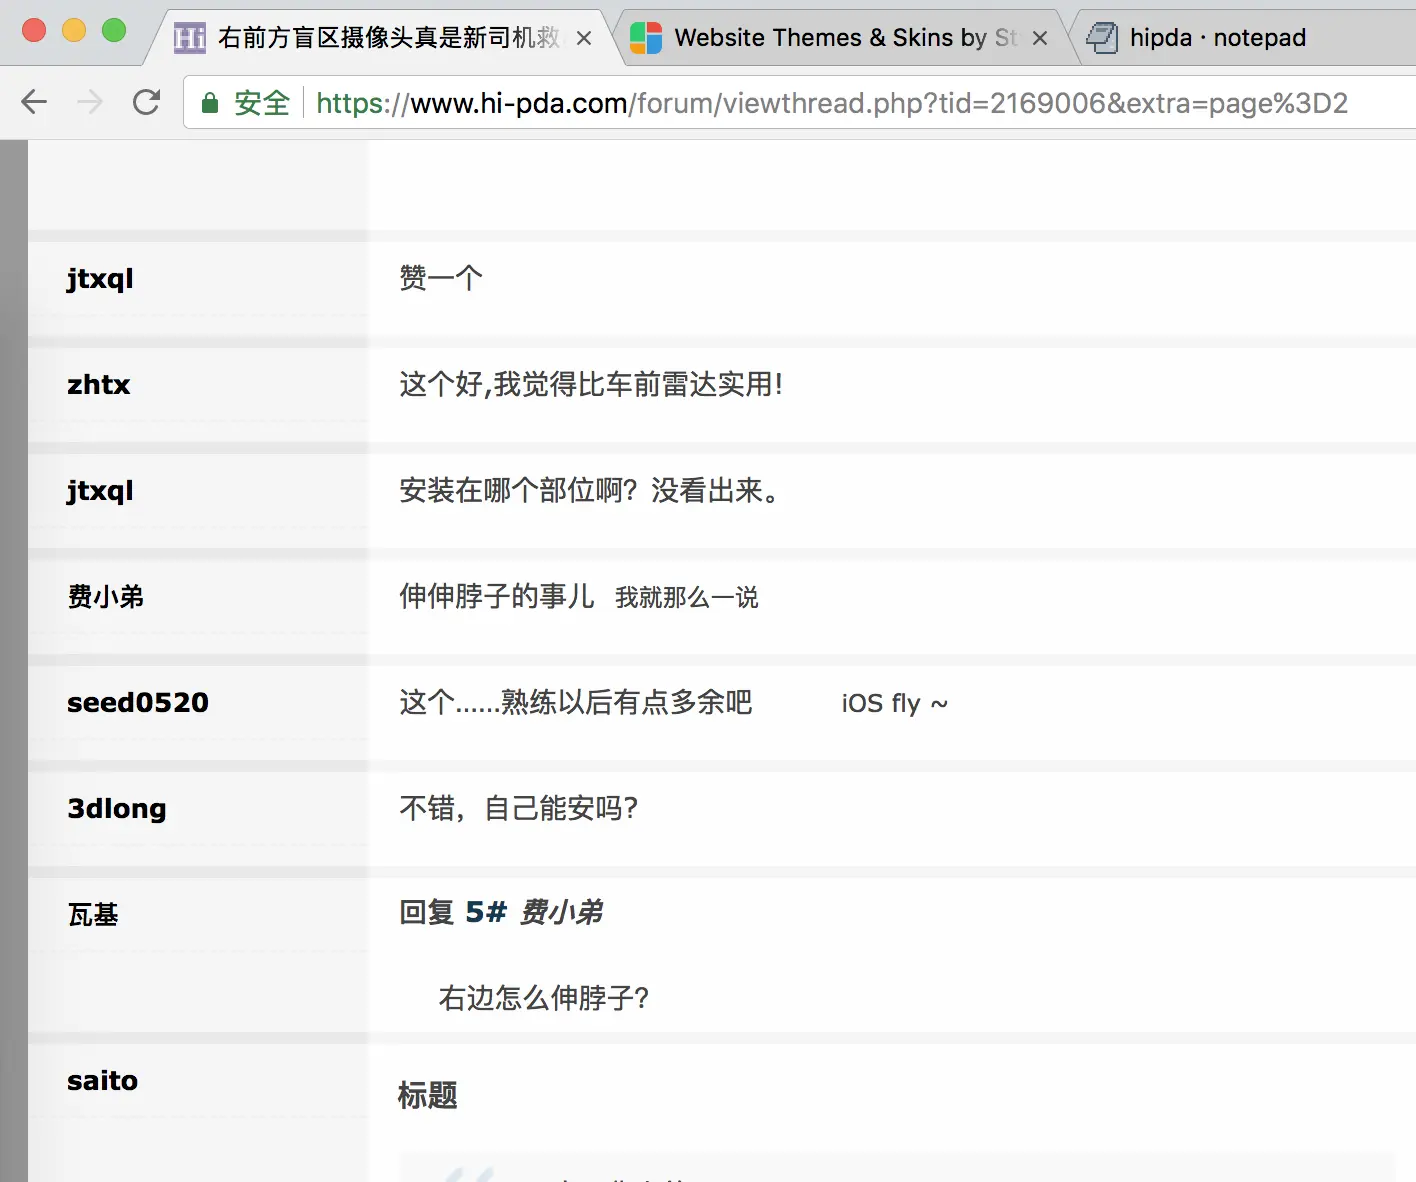 Hi 右前方盲区摄像头真是新司机救
Website Themes & Skins by St
hipda · notepad
安全 https://www.hi-pda.com/forum/viewthread.php?tid=2169006&extra=page%3D2
jtxql 赞一个
zhtx 这个好,我觉得比车前雷达实用!
jtxql 安装在哪个部位啊？没看出来。
费小弟 伸伸脖子的事儿 我就那么一说
seed0520 这个......熟练以后有点多余吧 iOS fly ~
3dlong 不错，自己能安吗？
瓦基 回复 5# 费小弟
右边怎么伸脖子？
saito 标题